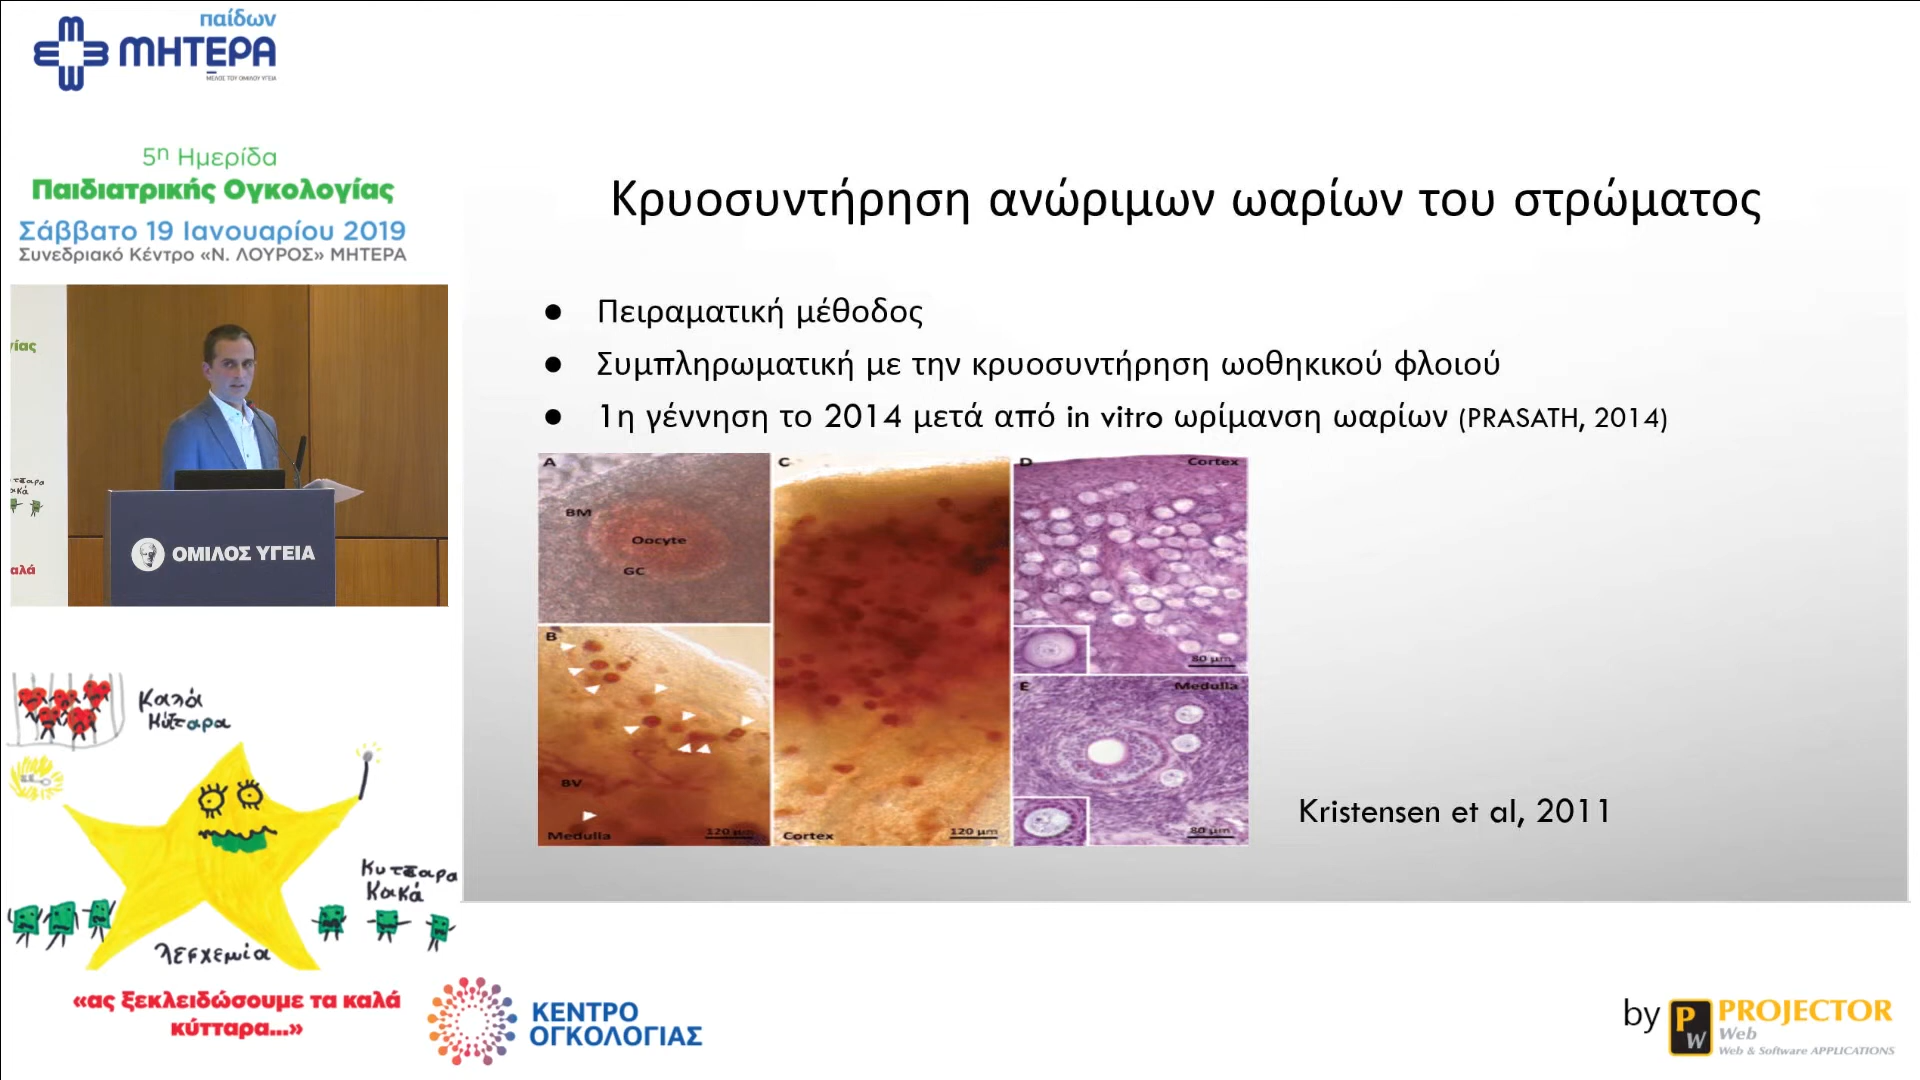 παίδων
ΜΗΤΕΡΑ
ΜΕΛΟΣ ΤΟΥ ΟΜΙΛΟΥ ΥΓΕΙΑ
5η Ημερίδα
Παιδιατρικής Ογκολογίας
Σάββατο 19 Ιανουαρίου 2019
Συνεδριακό Κέντρο «Ν. ΛΟΥΡΟΣ» ΜΗΤΕΡΑ
ίας
αλά
ΟΜΙΛΟΣ ΥΓΕΙΑ
Κρυοσυντήρηση ανώριμων ωαρίων του στρώματος
● Πειραματική μέθοδος
● Συμπληρωματική με την κρυοσυντήρηση ωοθηκικού φλοιού
● 1η γέννηση το 2014 μετά από in vitro ωρίμανση ωαρίων (PRASATH, 2014)
A
BM
Oocyte
GC
B
BV
Medulla
120 µm
C
Cortex
120 µm
D
Cortex
80 µm
E
Medulla
80 µm
Kristensen et al, 2011
Καλά
Κύτταρα
Κυτταρα
Κακά
λεφχεμία
«ας ξεκλειδώσουμε τα καλά
κύτταρα...»
ΚΕΝΤΡΟ
ΟΓΚΟΛΟΓΙΑΣ
by PW PROJECTOR
Web
Web & Software APPLICATIONS